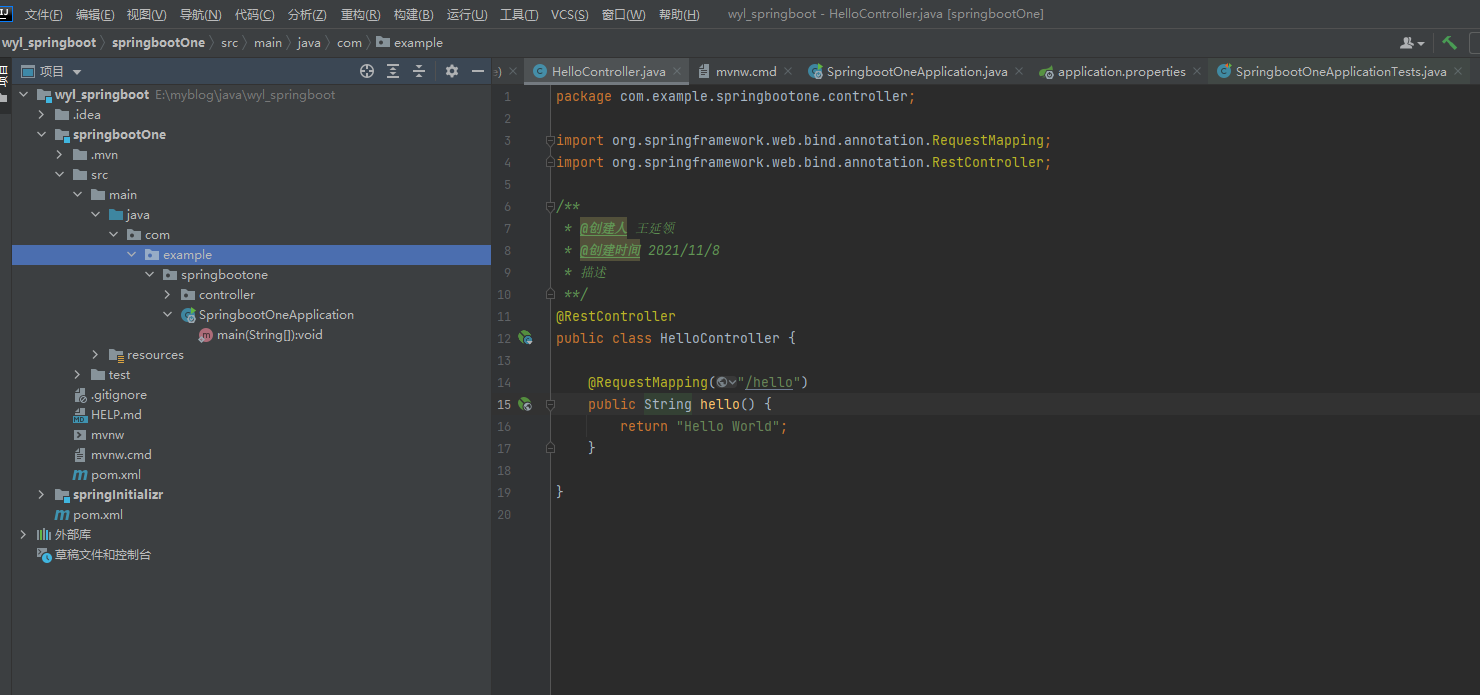 文件(F) 编辑(E) 视图(V) 导航(N) 代码(C) 分析(Z) 重构(R) 构建(B) 运行(U) 工具(T) VCS(S) 窗口(W) 帮助(H) wyl_springboot - HelloController.java [springbootOne]
wyl_springboot springbootOne src main java com example
项目
HelloController.java mvnw.cmd SpringbootOneApplication.java application.properties SpringbootOneApplicationTests.java
wyl_springboot E:\myblog\java\wyl_springboot
.idea
springbootOne
.mvn
src
main
java
com
example
springbootone
controller
SpringbootOneApplication
main(String[]):void
resources
test
.gitignore
HELP.md
mvnw
mvnw.cmd
pom.xml
springInitializr
pom.xml
外部库
草稿文件和控制台
1 package com.example.springbootone.controller;
2
3 import org.springframework.web.bind.annotation.RequestMapping;
4 import org.springframework.web.bind.annotation.RestController;
5
6 /**
7 * @创建人 王延领
8 * @创建时间 2021/11/8
9 * 描述
10 **/
11 @RestController
12 public class HelloController {
13
14 @RequestMapping("/hello")
15 public String hello() {
16 return "Hello World";
17 }
18
19 }
20